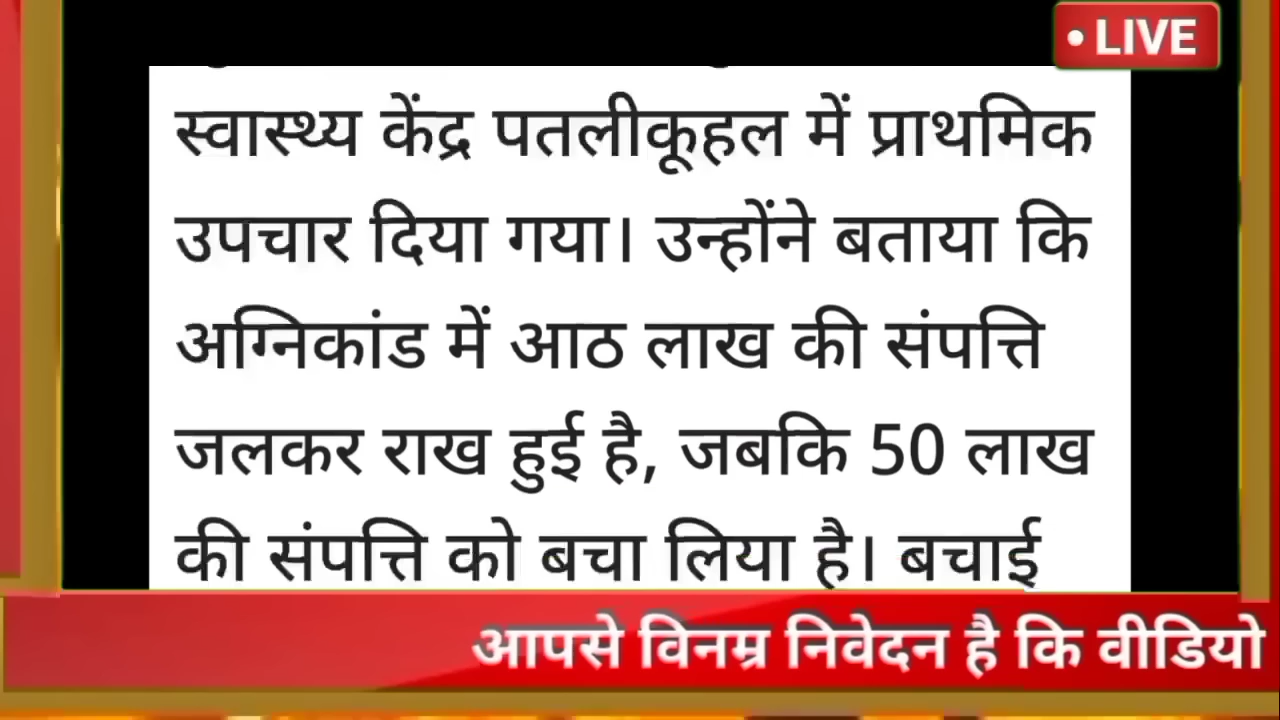 • LIVE
स्वास्थ्य केंद्र पतलीकूहल में प्राथमिक
उपचार दिया गया। उन्होंने बताया कि
अग्निकांड में आठ लाख की संपत्ति
जलकर राख हुई है, जबकि 50 लाख
की संपत्ति को बचा लिया है। बचाई
आपसे विनम्र निवेदन है कि वीडियो